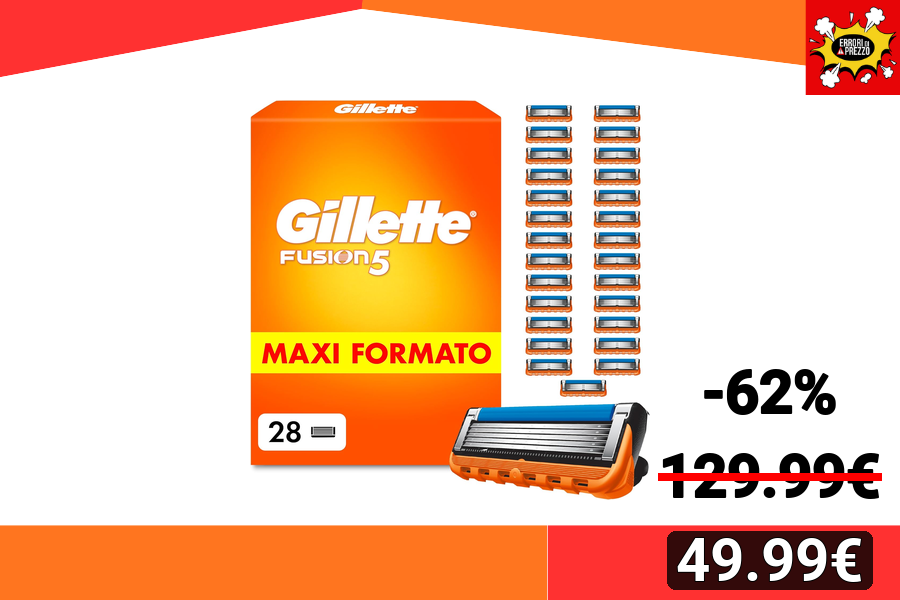 ERRORI DI
PREZZO
Gillette
Gillette®
FUSION5
MAXI FORMATO
28
-62%
129.99€
49.99€